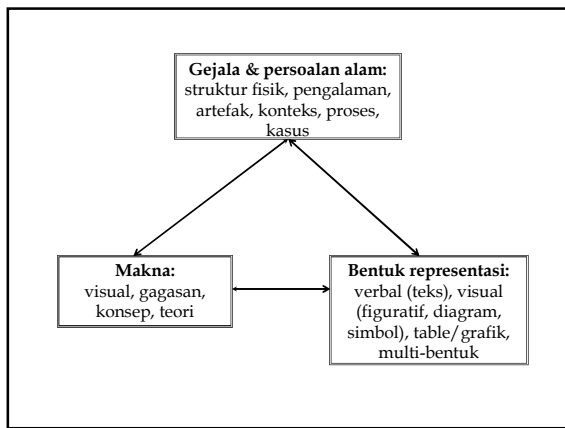 Gejala & persoalan alam:
struktur fisik, pengalaman,
artefak, konteks, proses,
kasus
Makna:
visual, gagasan,
konsep, teori
Bentuk representasi:
verbal (teks), visual
(figuratif, diagram,
simbol), table/grafik,
multi-bentuk